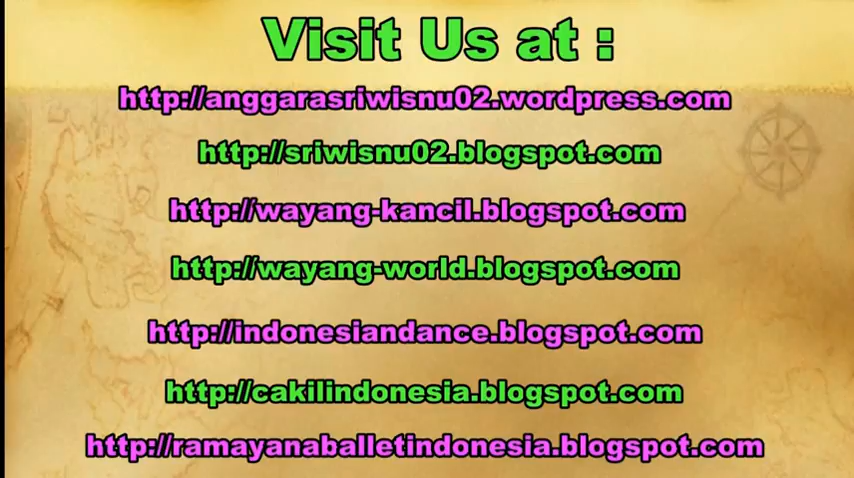 Visit Us at :
http://anggarasriwisnu02.wordpress.com
http://sriwisnu02.blogspot.com
http://wayang-kancil.blogspot.com
http://wayang-world.blogspot.com
http://indonesiandance.blogspot.com
http://cakilindonesia.blogspot.com
http://ramayanaballetindonesia.blogspot.com